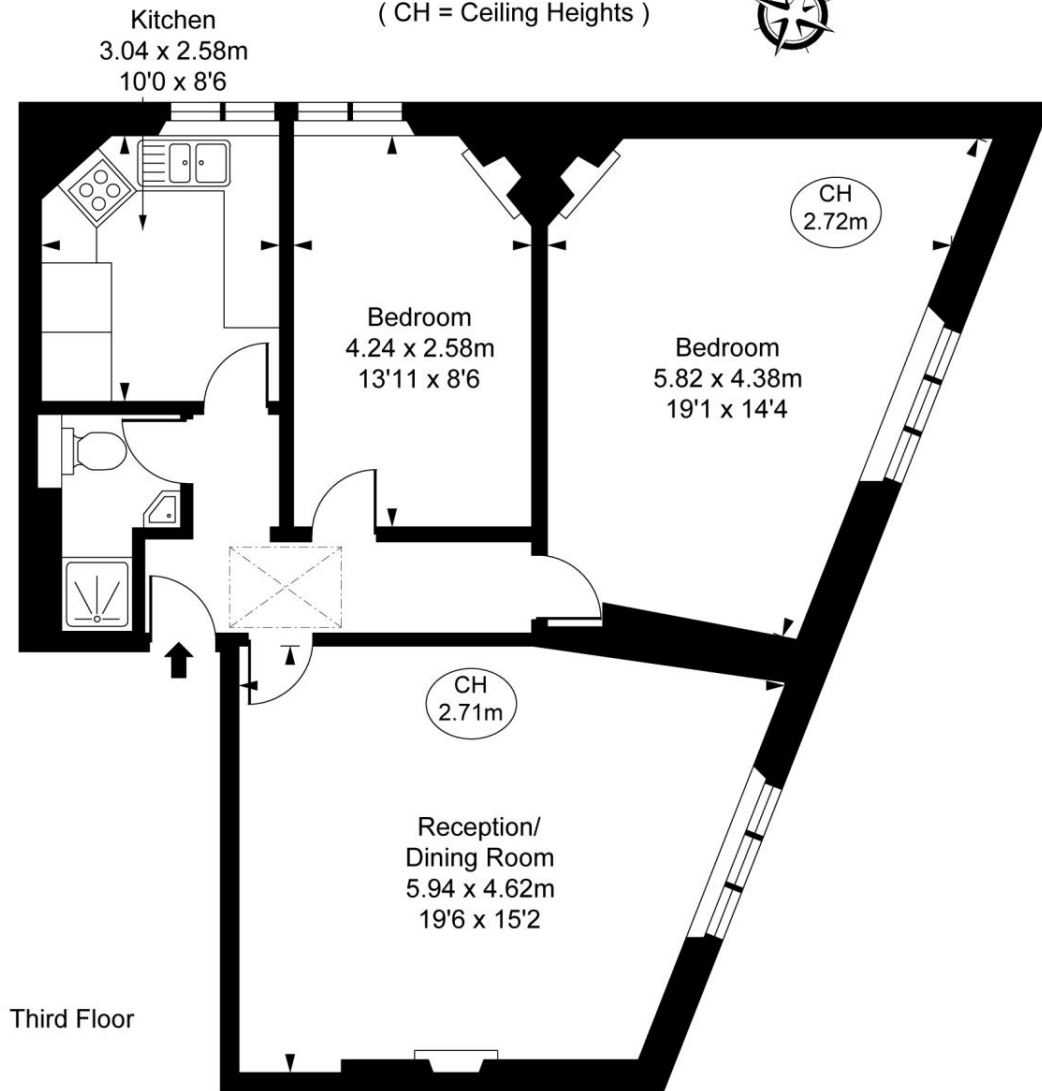 ( CH = Ceiling Heights )
Kitchen
3.04 x 2.58m
10'0 x 8'6
CH
2.72m
Bedroom
4.24 x 2.58m
13'11 x 8'6
Bedroom
5.82 x 4.38m
19'1 x 14'4
CH
2.71m
Reception/
Dining Room
5.94 x 4.62m
19'6 x 15'2
Third Floor